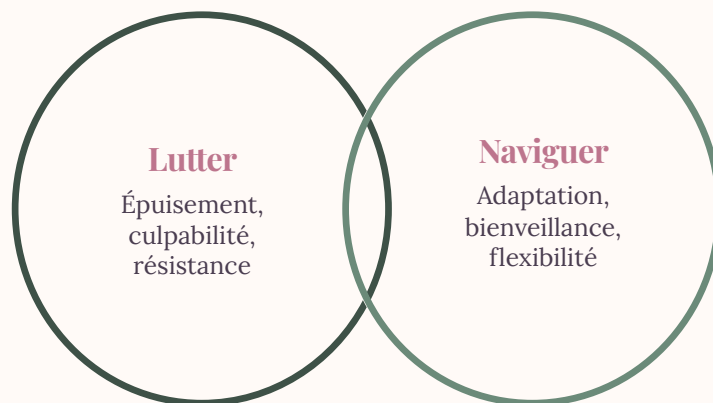 Lutter
Épuisement,
culpabilité,
résistance
Naviguer
Adaptation,
bienveillance,
flexibilité